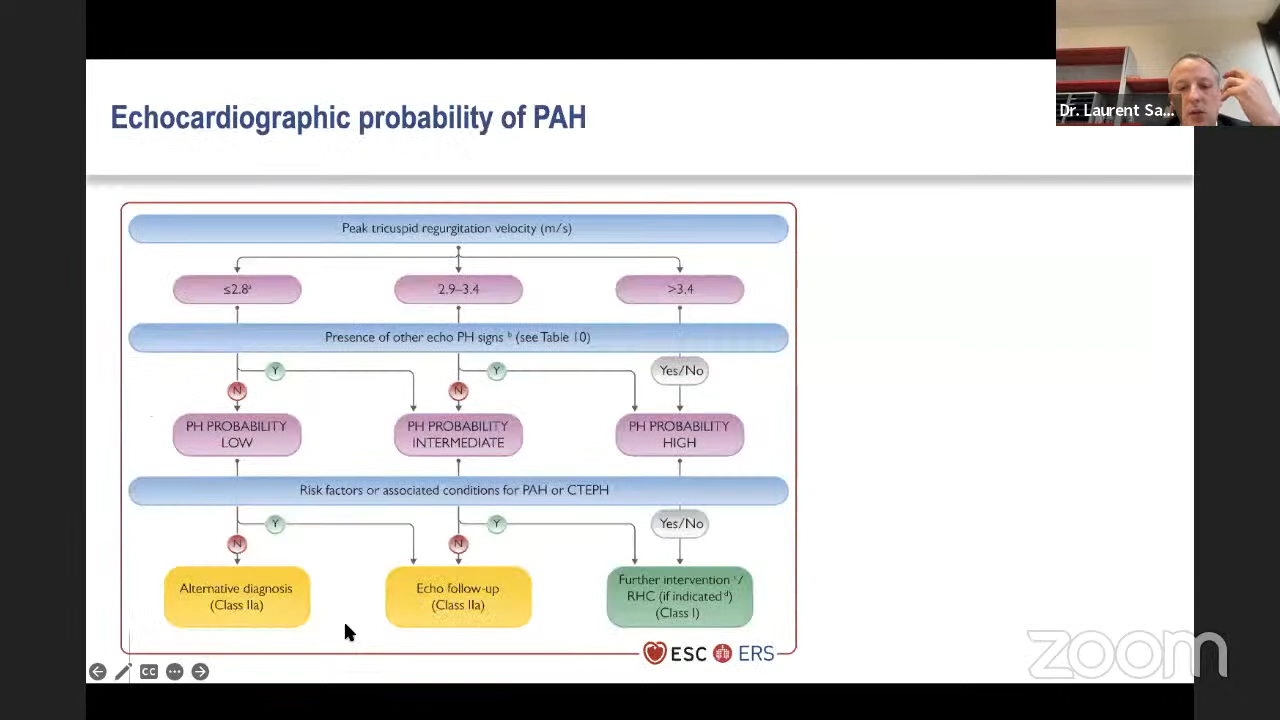 Echocardiographic probability of PAH
Dr. Laurent Sa...
Peak tricuspid regurgitation velocity (m/s)
≤2.8ᵃ
2.9–3.4
>3.4
Presence of other echo PH signs ᵇ (see Table 10)
Y
Y
Yes/No
N
N
PH PROBABILITY
LOW
PH PROBABILITY
INTERMEDIATE
PH PROBABILITY
HIGH
Risk factors or associated conditions for PAH or CTEPH
Y
Y
Yes/No
N
N
Alternative diagnosis
(Class IIa)
Echo follow-up
(Class IIa)
Further intervention ᶜ/
RHC (if indicated ᵈ)
(Class I)
ESC
ERS
CC
zoom